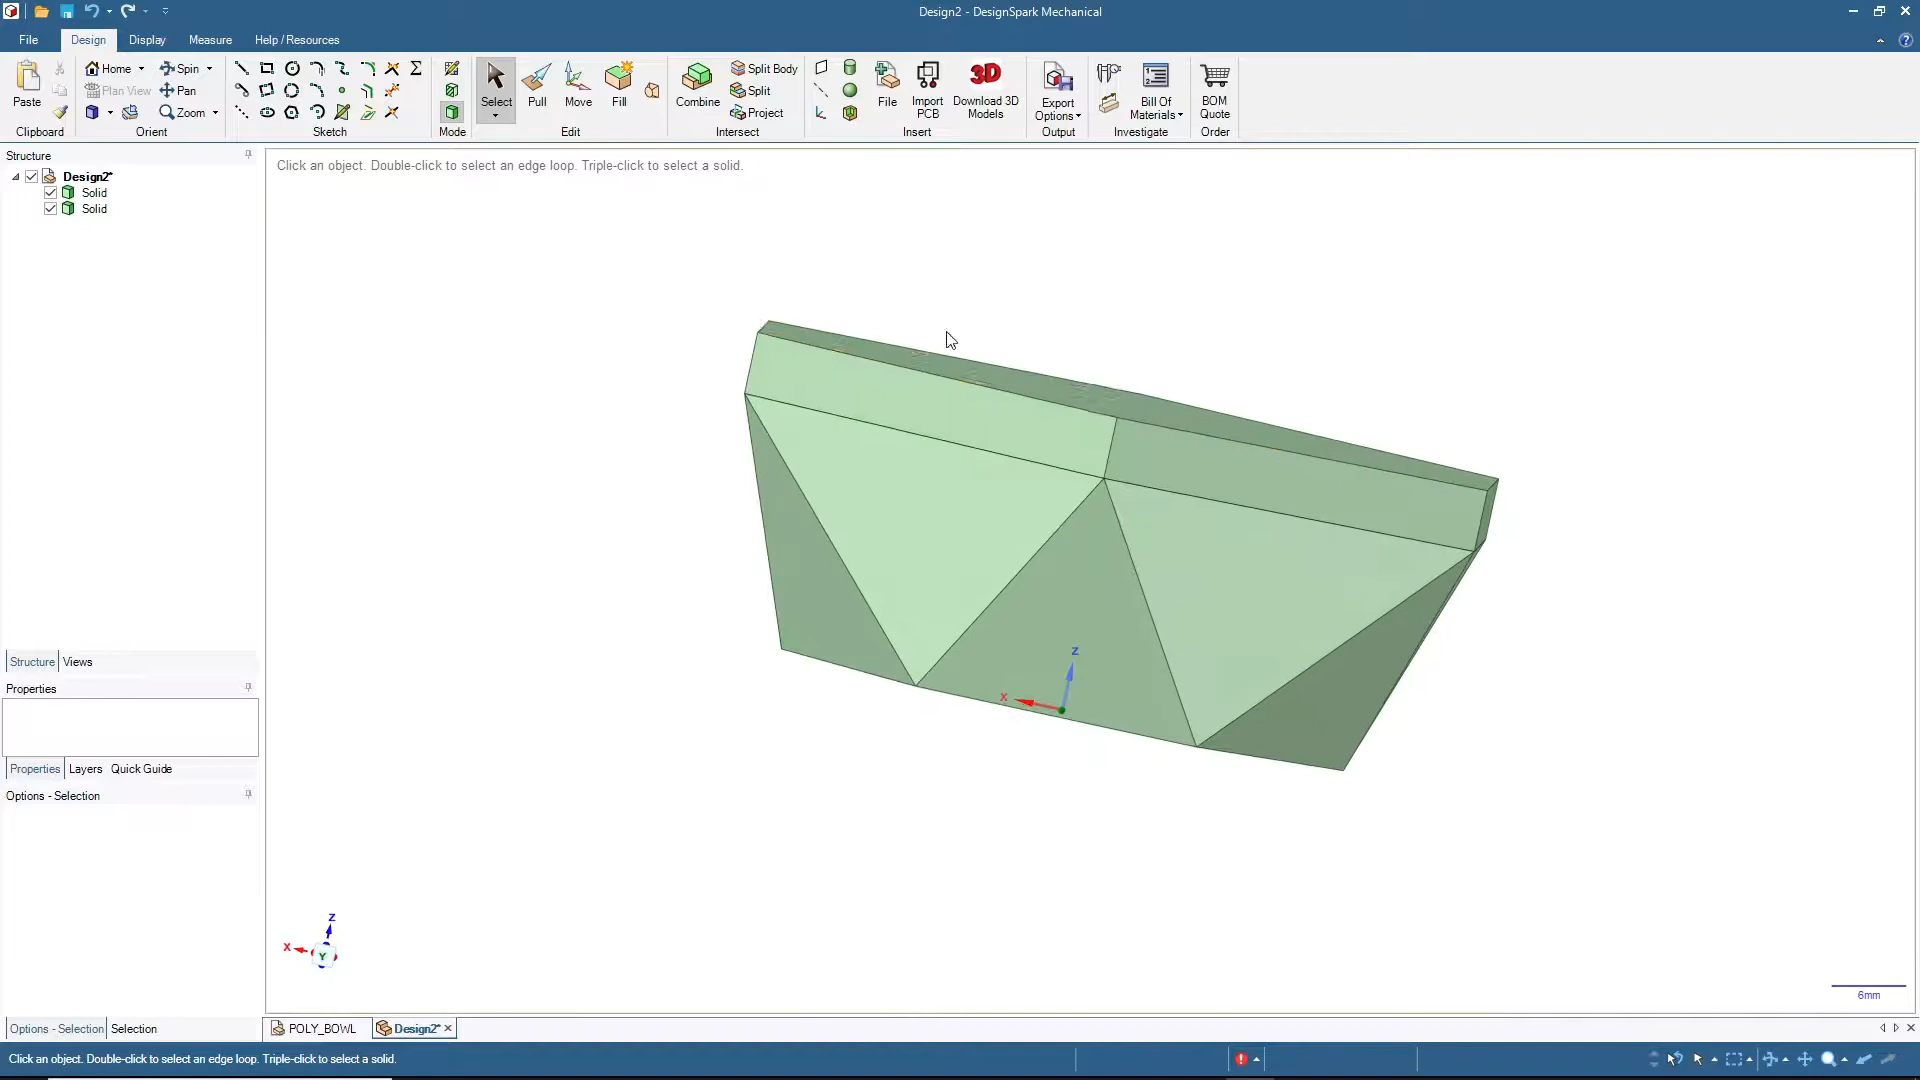 Design2 - DesignSpark Mechanical
File Design Display Measure Help / Resources
Paste
Clipboard
Home Spin
Plan View Pan
Zoom
Orient
Sketch
Mode
Select Pull Move Fill
Edit
Combine
Split Body
Split
Project
Intersect
File Import PCB 3D Download 3D Models
Insert
Export Options
Output
Bill Of Materials
Investigate
BOM Quote
Order
Structure
Design2*
Solid
Solid
Click an object. Double-click to select an edge loop. Triple-click to select a solid.
Z
X
Structure Views
Properties
Properties Layers Quick Guide
Options - Selection
Z
X
Y
6mm
Options - Selection Selection
POLY_BOWL Design2*
Click an object. Double-click to select an edge loop. Triple-click to select a solid.